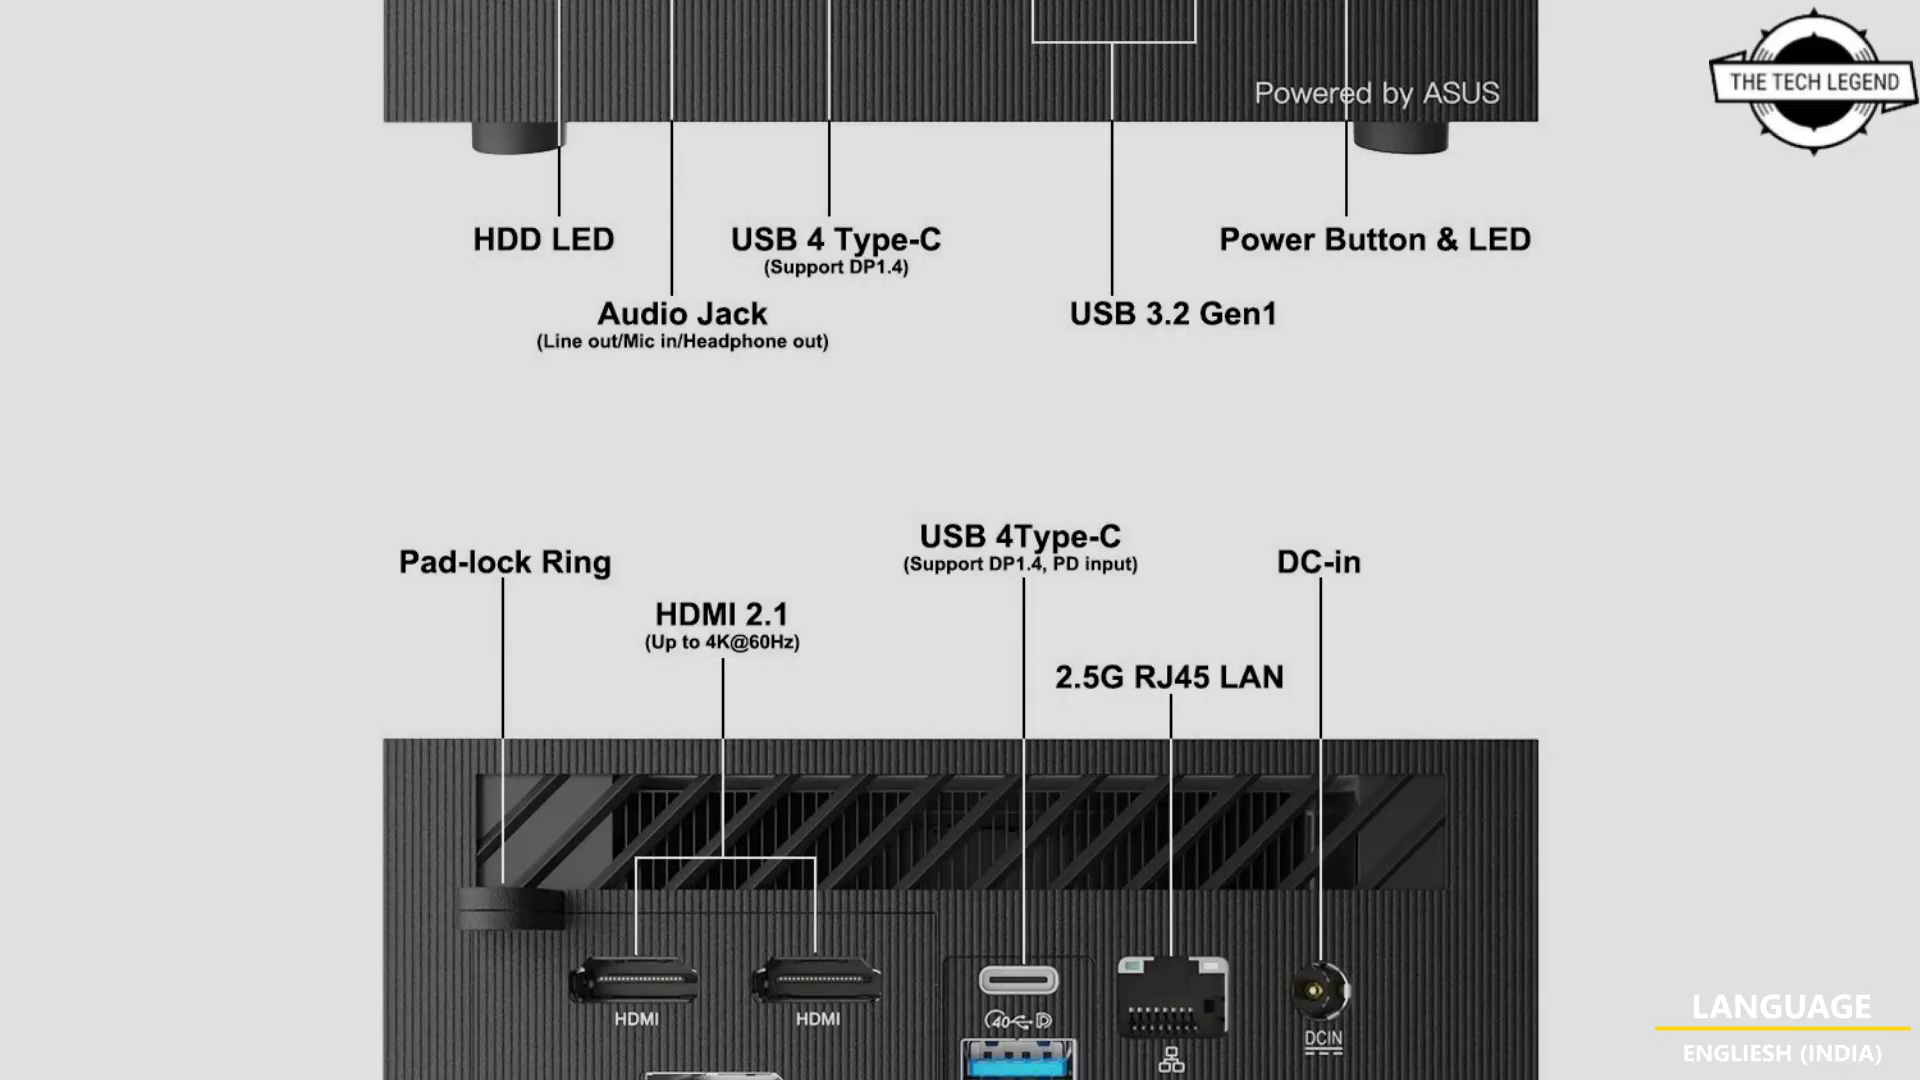 Powered by ASUS
THE TECH LEGEND
HDD LED
USB 4 Type-C
(Support DP1.4)
Power Button & LED
Audio Jack
(Line out/Mic in/Headphone out)
USB 3.2 Gen1
USB 4Type-C
(Support DP1.4, PD input)
Pad-lock Ring
DC-in
HDMI 2.1
(Up to 4K@60Hz)
2.5G RJ45 LAN
HDMI
HDMI
40
DCIN
LANGUAGE
ENGLIESH (INDIA)